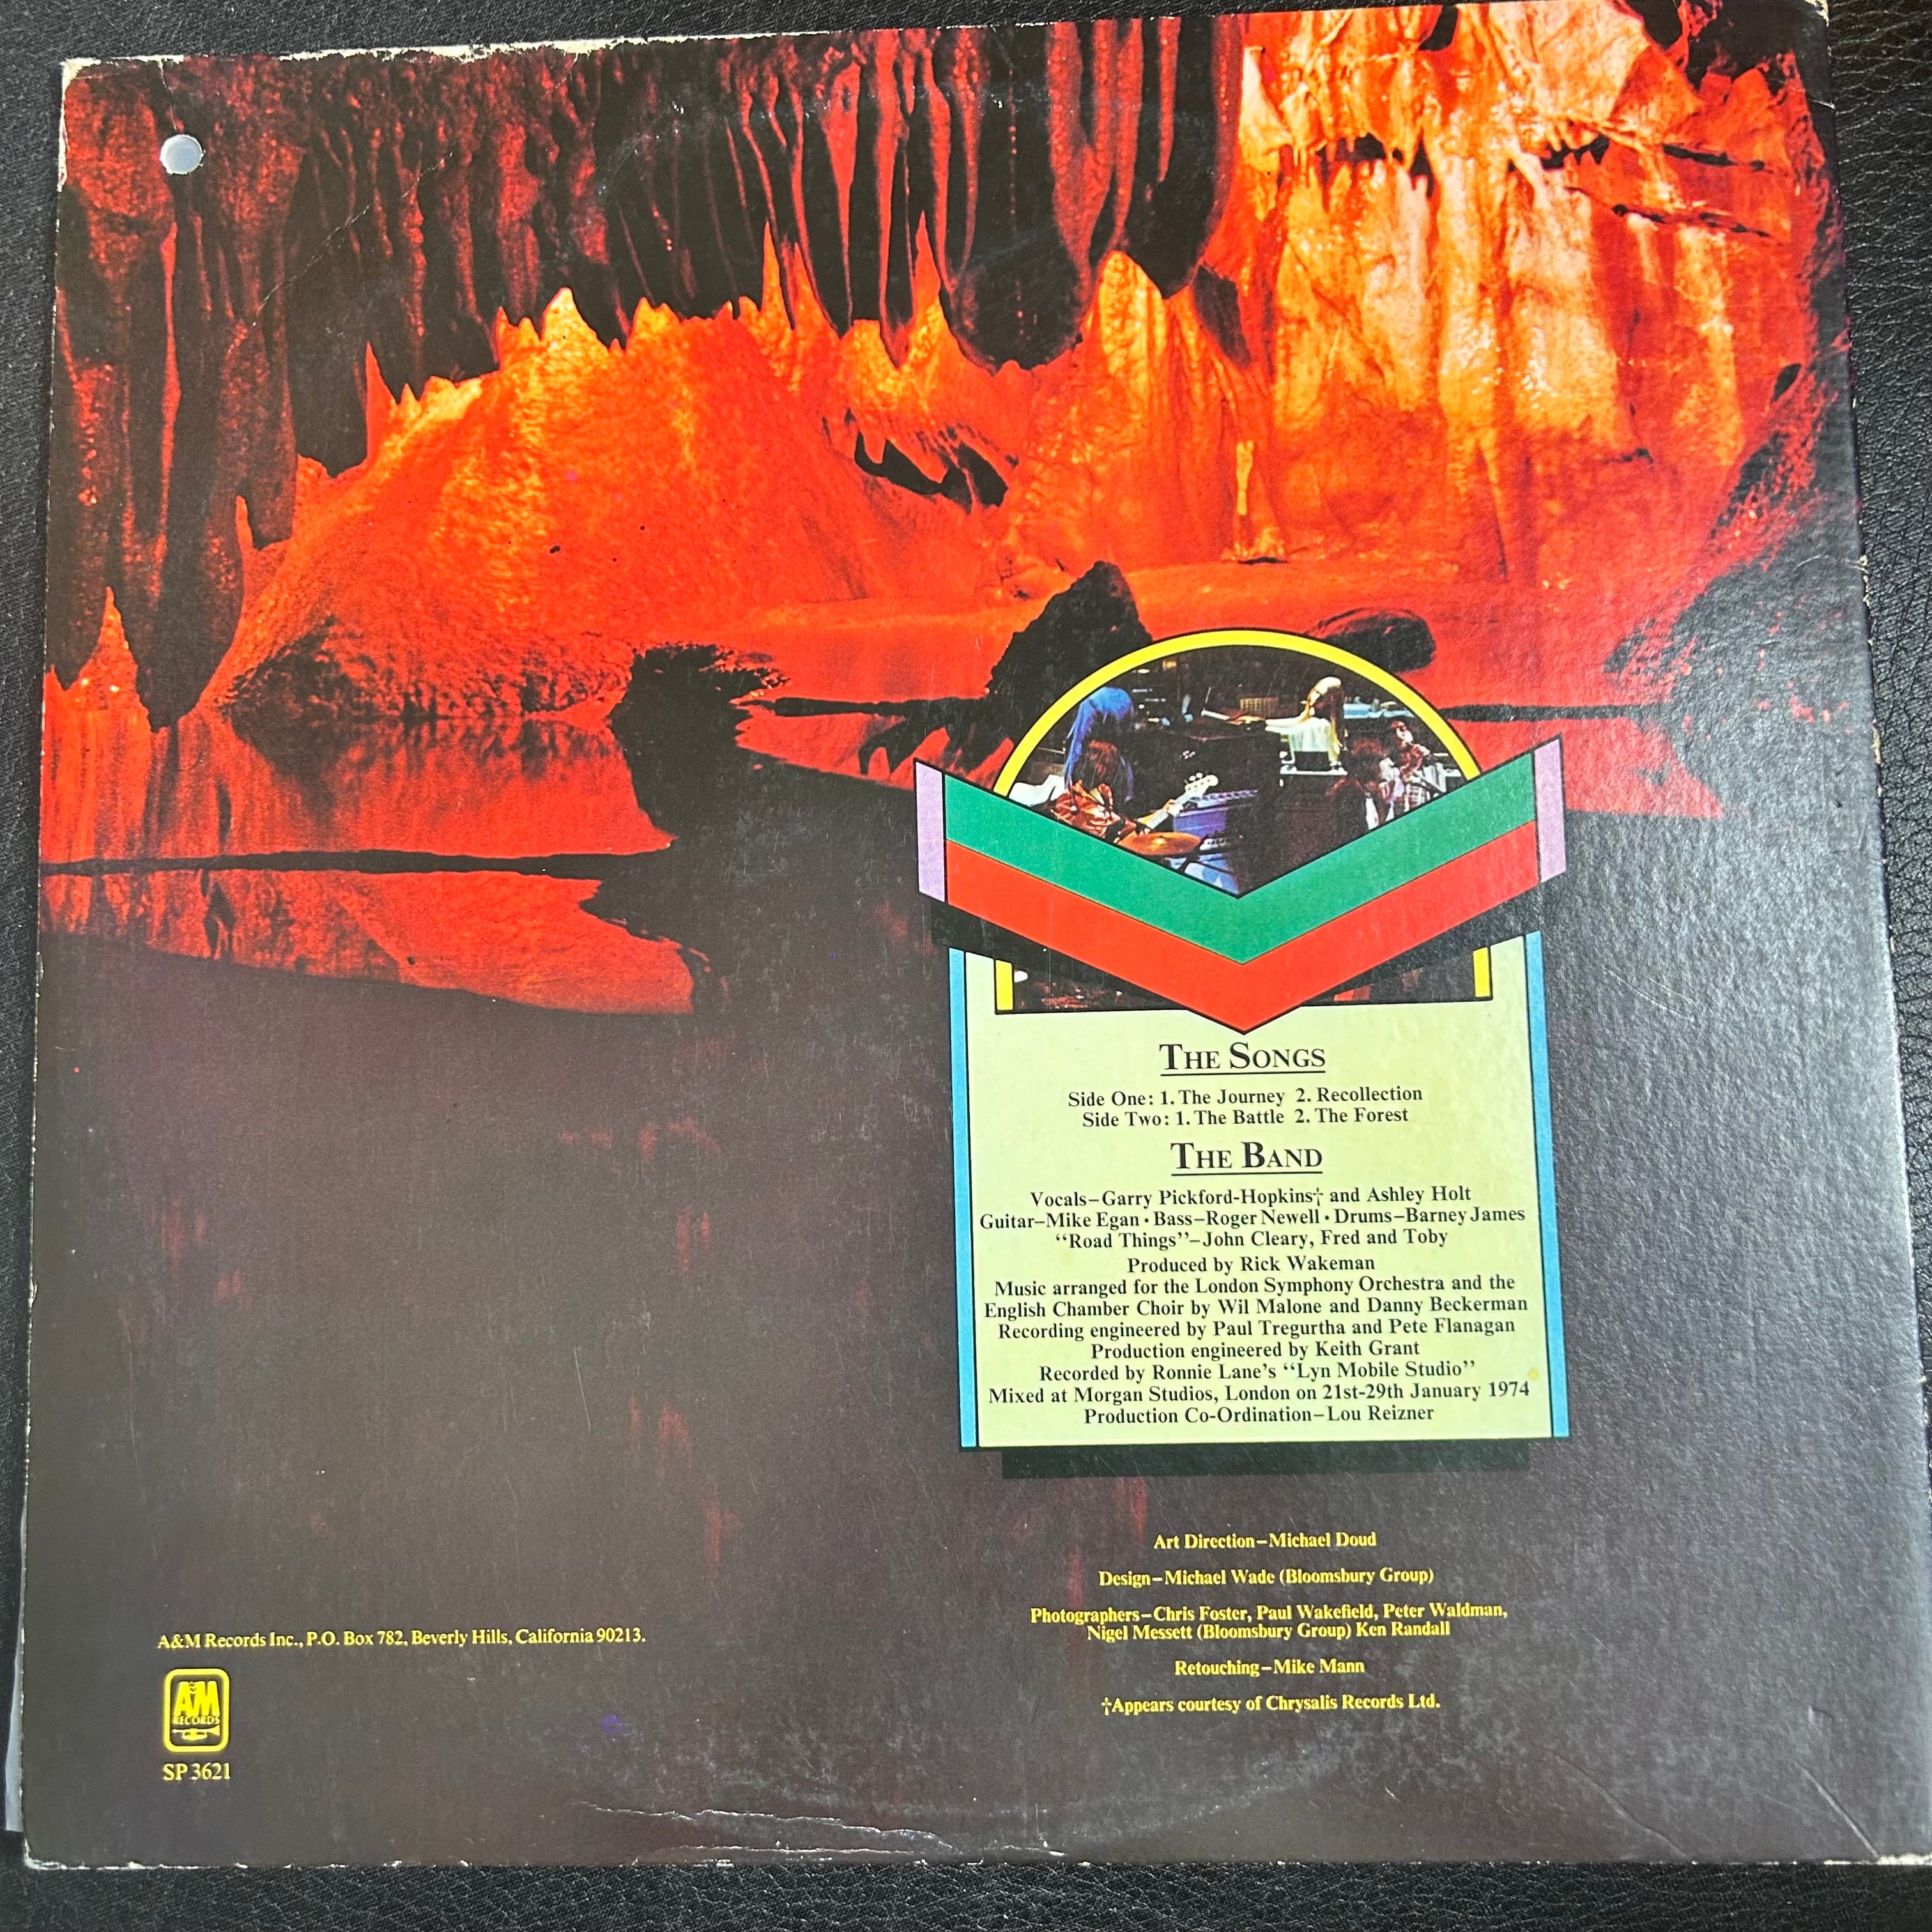 THE SONGS
Side One: 1. The Journey 2. Recollection
Side Two: 1. The Battle 2. The Forest
THE BAND
Vocals–Garry Pickford-Hopkins† and Ashley Holt
Guitar–Mike Egan • Bass–Roger Newell • Drums–Barney James
“Road Things”–John Cleary, Fred and Toby
Produced by Rick Wakeman
Music arranged for the London Symphony Orchestra and the
English Chamber Choir by Wil Malone and Danny Beckerman
Recording engineered by Paul Tregurtha and Pete Flanagan
Production engineered by Keith Grant
Recorded by Ronnie Lane’s “Lyn Mobile Studio”
Mixed at Morgan Studios, London on 21st-29th January 1974
Production Co-Ordination–Lou Reizner
Art Direction–Michael Doud
Design–Michael Wade (Bloomsbury Group)
Photographers–Chris Foster, Paul Wakefield, Peter Waldman,
Nigel Messett (Bloomsbury Group) Ken Randall
Retouching–Mike Mann
†Appears courtesy of Chrysalis Records Ltd.
A&M Records Inc., P.O. Box 782, Beverly Hills, California 90213.
A&M
RECORDS
SP 3621